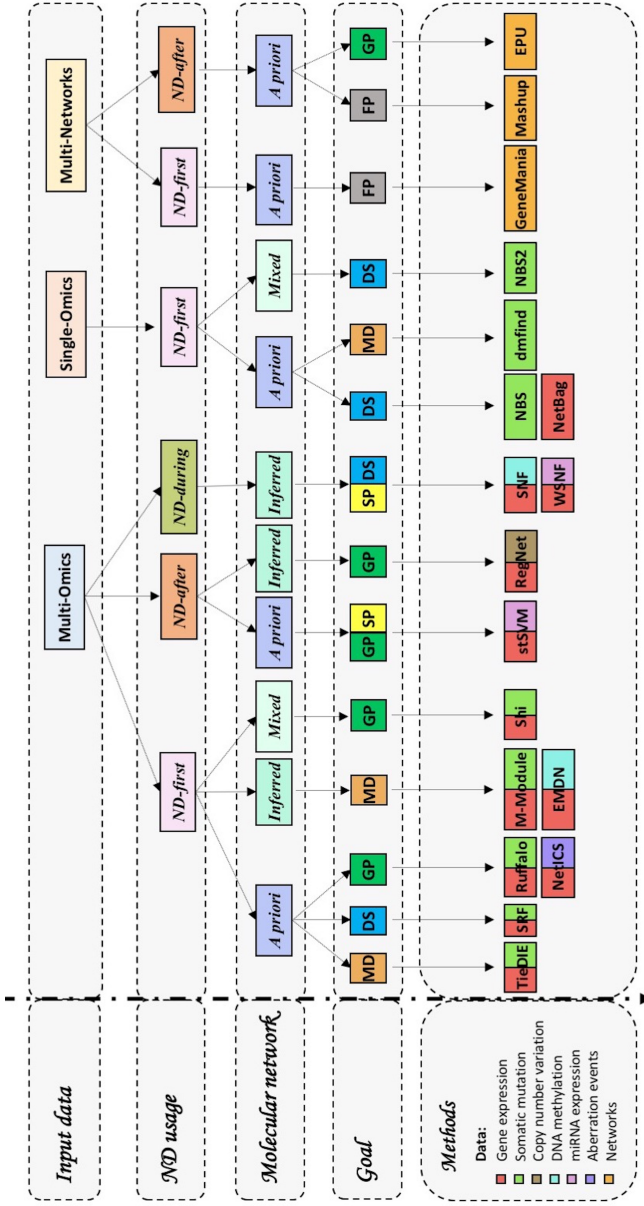 Input data
Multi-Omics
Single-Omics
Multi-Networks
ND usage
ND-first
ND-after
ND-during
ND-first
ND-first
ND-after
Molecular network
A priori
Inferred
Mixed
A priori
Inferred
Inferred
A priori
Mixed
A priori
A priori
Goal
MD
DS
GP
MD
GP
GP
SP
GP
SP
DS
DS
MD
DS
FP
FP
GP
Methods
Data:
Gene expression
Somatic mutation
Copy number variation
DNA methylation
miRNA expression
Aberration events
Networks
TieDIE
SRF
Ruffalo
NetICS
M-Module
EMDN
Shi
stSVM
RegNet
SNF
WSNF
NBS
NetBag
dmfind
NBS2
GeneMania
Mashup
EPU